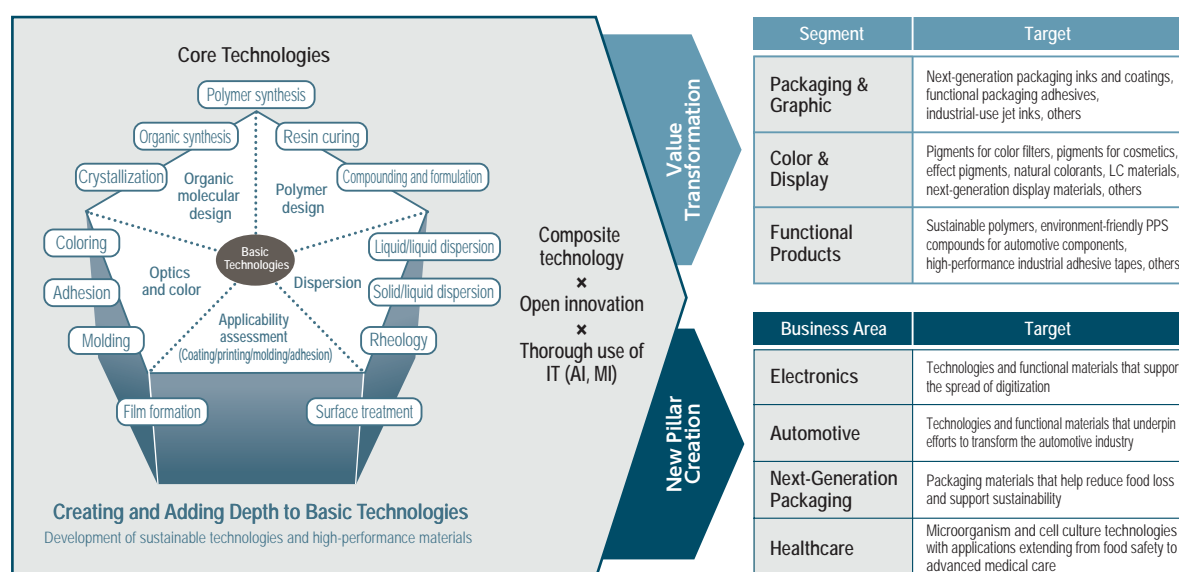 Core Technologies
Polymer synthesis
Organic synthesis
Resin curing
Crystallization
Compounding and formulation
Organic
molecular
design
Polymer
design
Coloring
Liquid/liquid dispersion
Basic
Technologies
Optics
and color
Dispersion
Adhesion
Solid/liquid dispersion
Applicability
assessment
(Coating/printing/molding/adhesion)
Molding
Rheology
Film formation
Surface treatment
Creating and Adding Depth to Basic Technologies
Development of sustainable technologies and high-performance materials
Composite
technology
×
Open innovation
×
Thorough use of
IT (AI, MI)
Value
Transformation
New Pillar
Creation
Segment
Target
Packaging &
Graphic
Next-generation packaging inks and coatings,
functional packaging adhesives,
industrial-use jet inks, others
Color &
Display
Pigments for color filters, pigments for cosmetics,
effect pigments, natural colorants, LC materials,
next-generation display materials, others
Functional
Products
Sustainable polymers, environment-friendly PPS
compounds for automotive components,
high-performance industrial adhesive tapes, others
Business Area
Target
Electronics
Technologies and functional materials that suppor
the spread of digitization
Automotive
Technologies and functional materials that underpin
efforts to transform the automotive industry
Next-Generation
Packaging
Packaging materials that help reduce food loss
and support sustainability
Healthcare
Microorganism and cell culture technologies
with applications extending from food safety to
advanced medical care